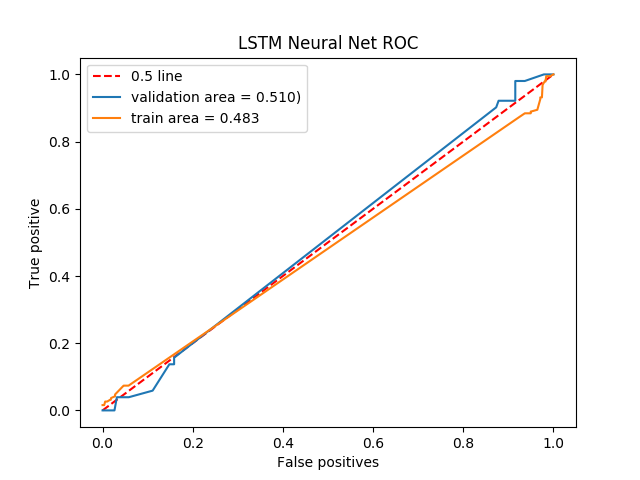 LSTM Neural Net ROC
0.5 line
validation area = 0.510)
train area = 0.483
True positive
1.0
0.8
0.6
0.4
0.2
0.0
0.0 0.2 0.4 0.6 0.8 1.0
False positives